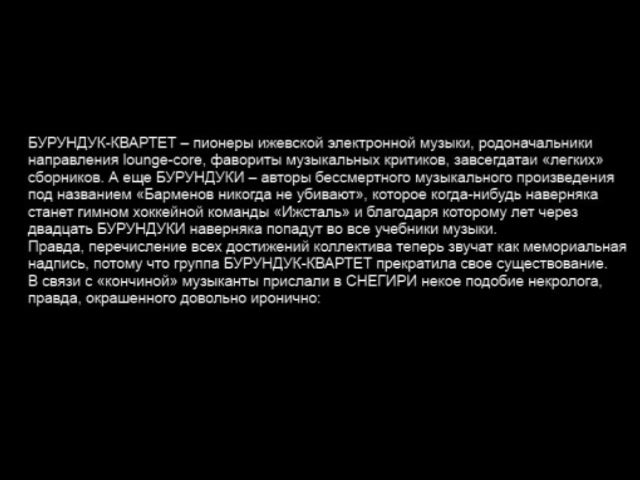 БУРУНДУК-КВАРТЕТ – пионеры ижевской электронной музыки, родоначальники
направления lounge-core, фавориты музыкальных критиков, завсегдатаи «легких»
сборников. А еще БУРУНДУКИ – авторы бессмертного музыкального произведения
под названием «Барменов никогда не убивают», которое когда-нибудь наверняка
станет гимном хоккейной команды «Ижсталь» и благодаря которому лет через
двадцать БУРУНДУКИ наверняка попадут во все учебники музыки.
Правда, перечисление всех достижений коллектива теперь звучат как мемориальная
надпись, потому что группа БУРУНДУК-КВАРТЕТ прекратила свое существование.
В связи с «кончиной» музыканты прислали в СНЕГИРИ некое подобие некролога,
правда, окрашенного довольно иронично: